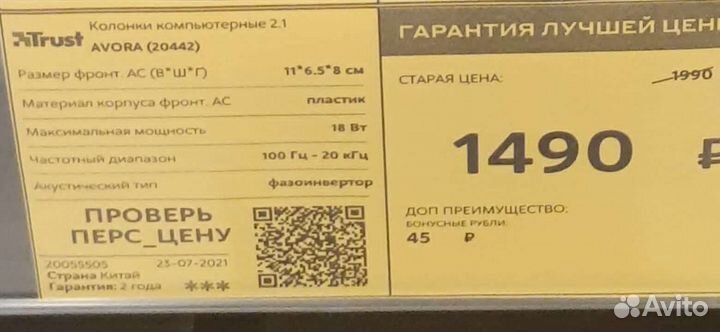 Колонки компьютерные 2.1
Trust
AVORA (20442)
Размер фронт. АС (В*Ш*Г) 11*6.5*8 см
Материал корпуса фронт. АС пластик
Максимальная мощность 18 Вт
Частотный диапазон 100 Гц - 20 кГц
Акустический тип фазоинвертор
ПРОВЕРЬ
ПЕРС_ЦЕНУ
20055505 23-07-2021
Страна Китай
Гарантия: 2 года ***
ГАРАНТИЯ ЛУЧШЕЙ ЦЕН
СТАРАЯ ЦЕНА: 1990
1490 ₽
ДОП ПРЕИМУЩЕСТВО:
БОНУСНЫЕ РУБЛИ:
45 ₽
Avito